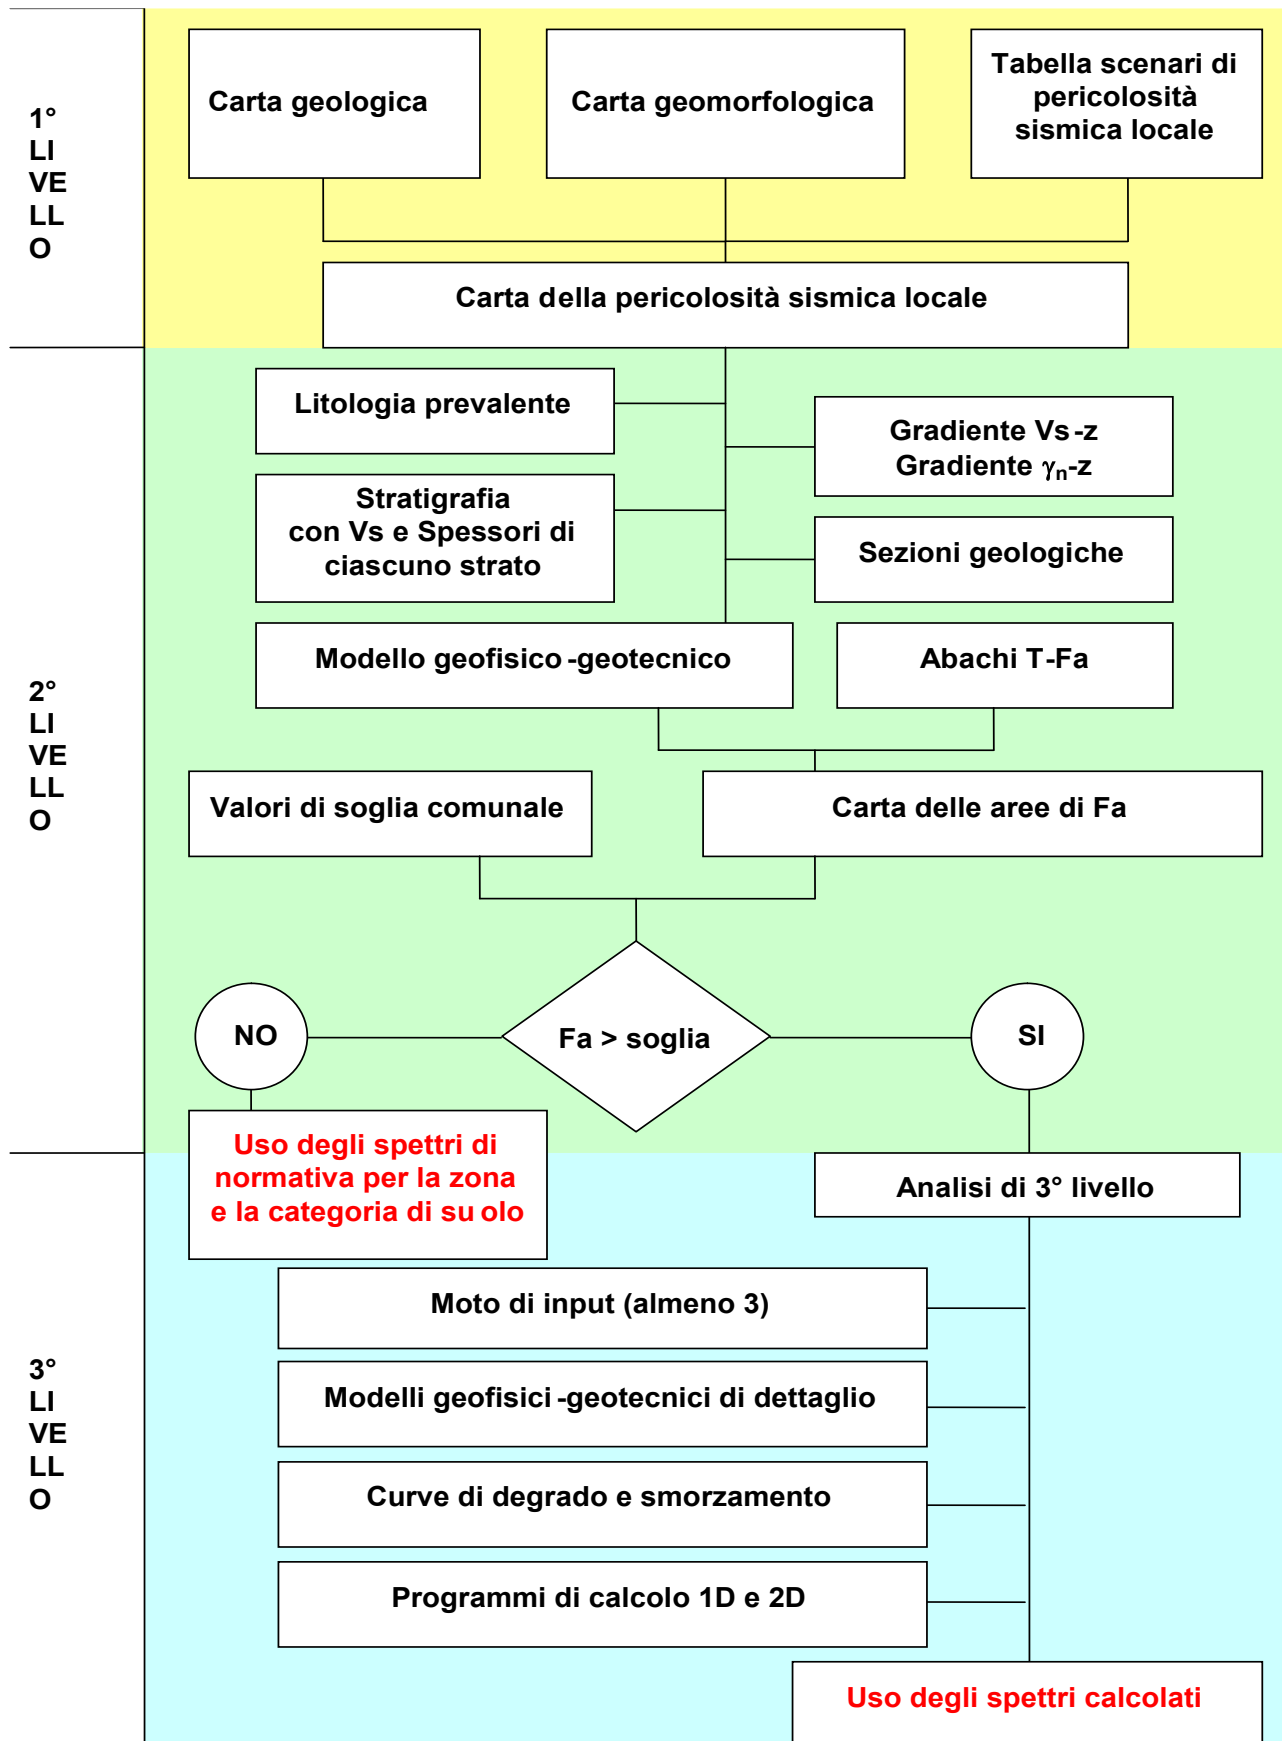 1°
LI
VE
LL
O
Carta geologica
Carta geomorfologica
Tabella scenari di
pericolosità
sismica locale
Carta della pericolosità sismica locale
2°
LI
VE
LL
O
Litologia prevalente
Gradiente Vs-z
Gradiente γn-z
Stratigrafia
con Vs e Spessori di
ciascuno strato
Sezioni geologiche
Modello geofisico-geotecnico
Abachi T-Fa
Valori di soglia comunale
Carta delle aree di Fa
NO
Fa > soglia
SI
Uso degli spettri di
normativa per la zona
e la categoria di su olo
3°
LI
VE
LL
O
Analisi di 3° livello
Moto di input (almeno 3)
Modelli geofisici-geotecnici di dettaglio
Curve di degrado e smorzamento
Programmi di calcolo 1D e 2D
Uso degli spettri calcolati